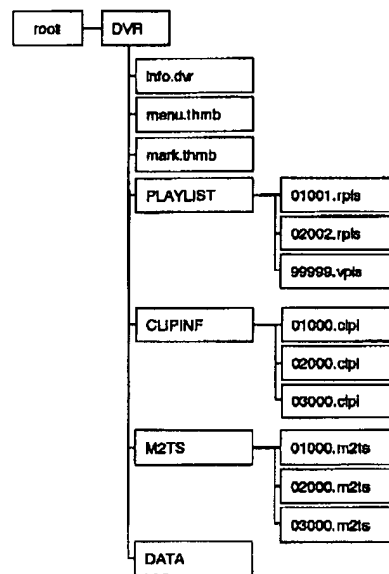 root
DVR
info.dvr
menu.thmb
mark.thmb
PLAYLIST
01001.rpls
02002.rpls
99999.vpls
CLIPINF
01000.clpi
02000.clpi
03000.clpi
M2TS
01000.m2ts
02000.m2ts
03000.m2ts
DATA